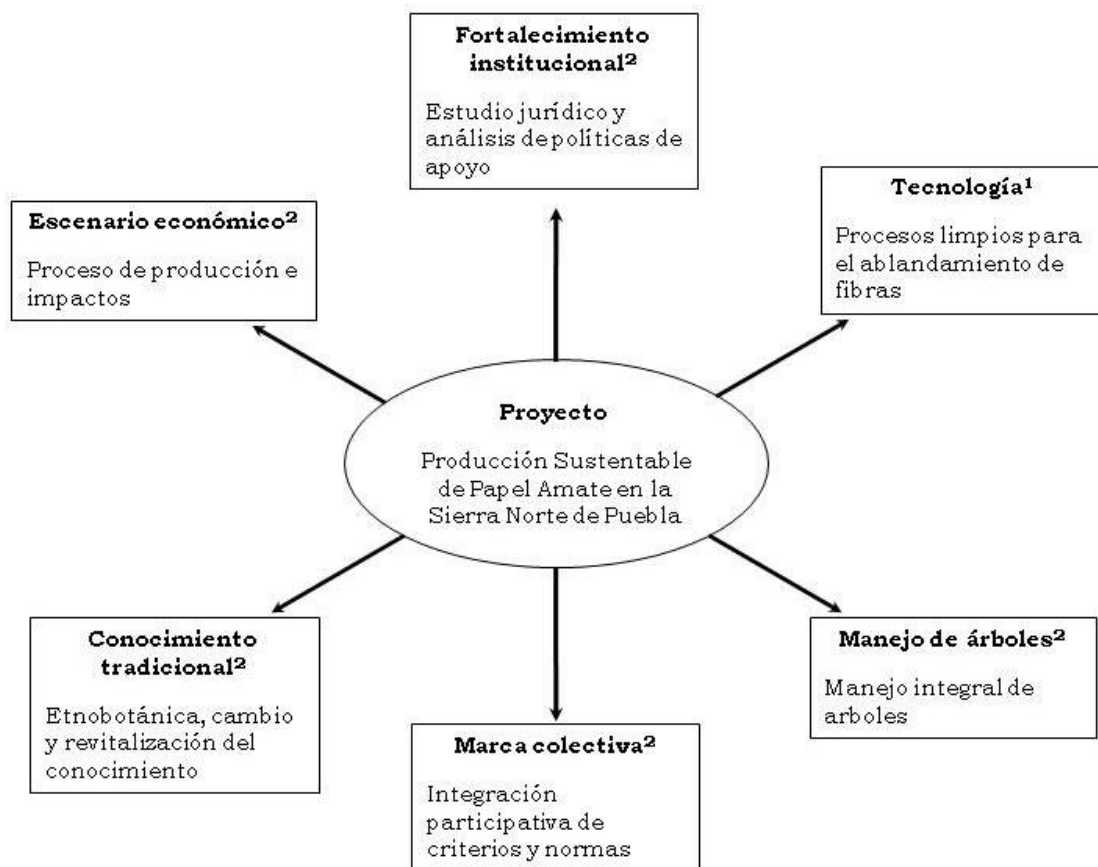 Fortalecimiento
institucional²
Estudio jurídico y
análisis de políticas de
apoyo
Escenario económico²
Proceso de producción e
impactos
Tecnología¹
Procesos limpios para
el ablandamiento de
fibras
Proyecto
Producción Sustentable
de Papel Amate en la
Sierra Norte de Puebla
Conocimiento
tradicional²
Etnobotánica, cambio
y revitalización del
conocimiento
Marca colectiva²
Integración
participativa de
criterios y normas
Manejo de árboles²
Manejo integral de
arboles